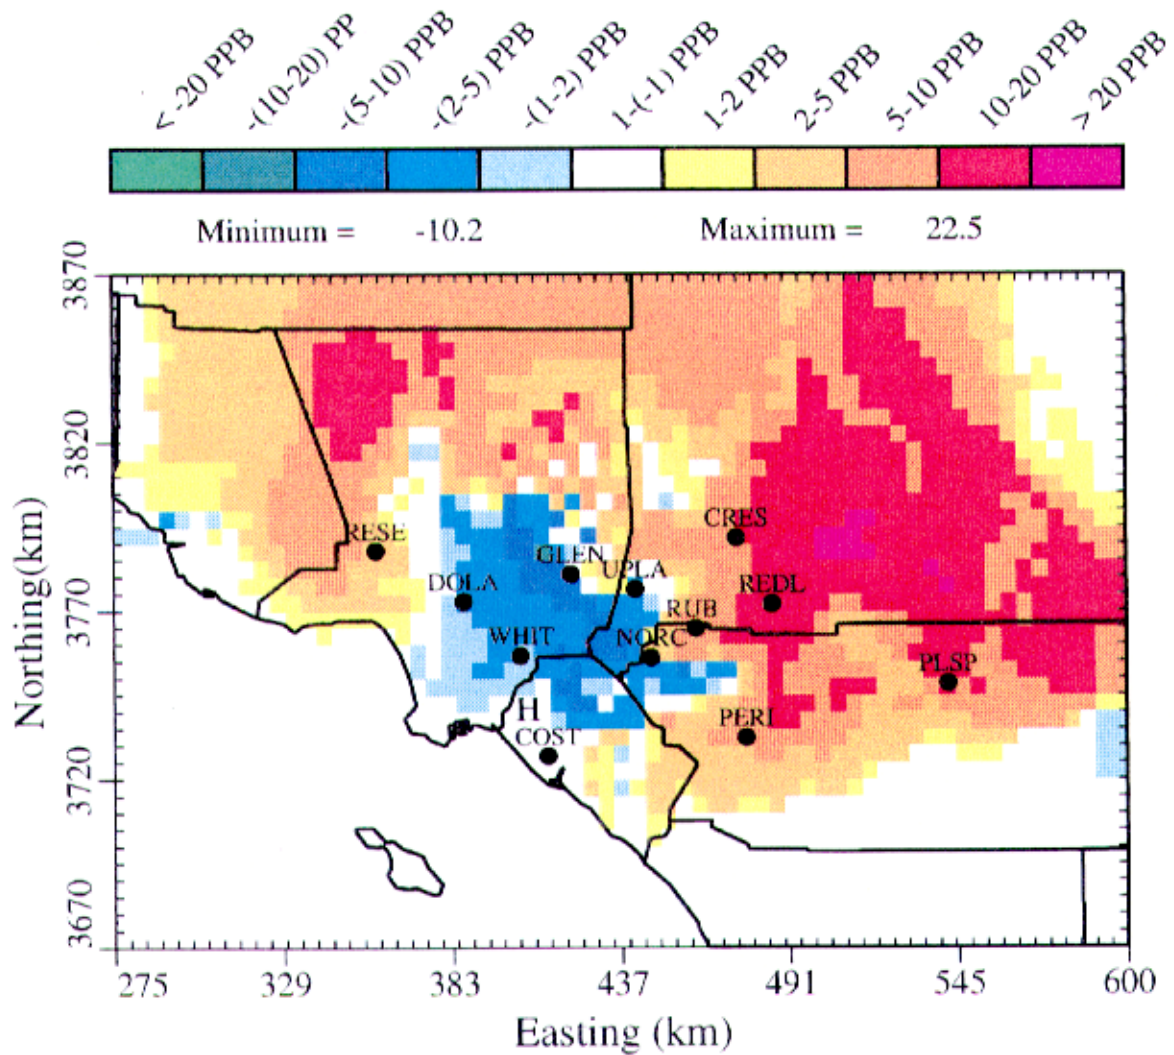 < -20 PPB -(10-20) PP -(5-10) PPB -(2-5) PPB -(1-2) PPB 1-(-1) PPB 1-2 PPB 2-5 PPB 5-10 PPB 10-20 PPB > 20 PPB
Minimum = -10.2 Maximum = 22.5
3870
3820
3770
3720
3670
Northing(km)
CRES
RESE
GLEN
UPLA
DOLA
REDL
RUB
WHIT
NORC
PLSP
H
PERI
COST
275 329 383 437 491 545 600
Easting (km)